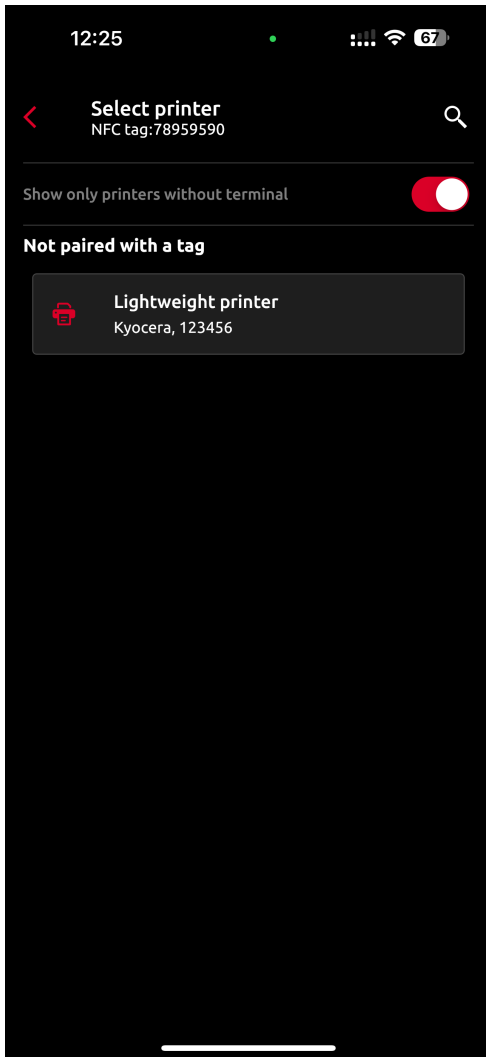 12:25
67
Select printer
NFC tag:78959590
Show only printers without terminal
Not paired with a tag
Lightweight printer
Kyocera, 123456